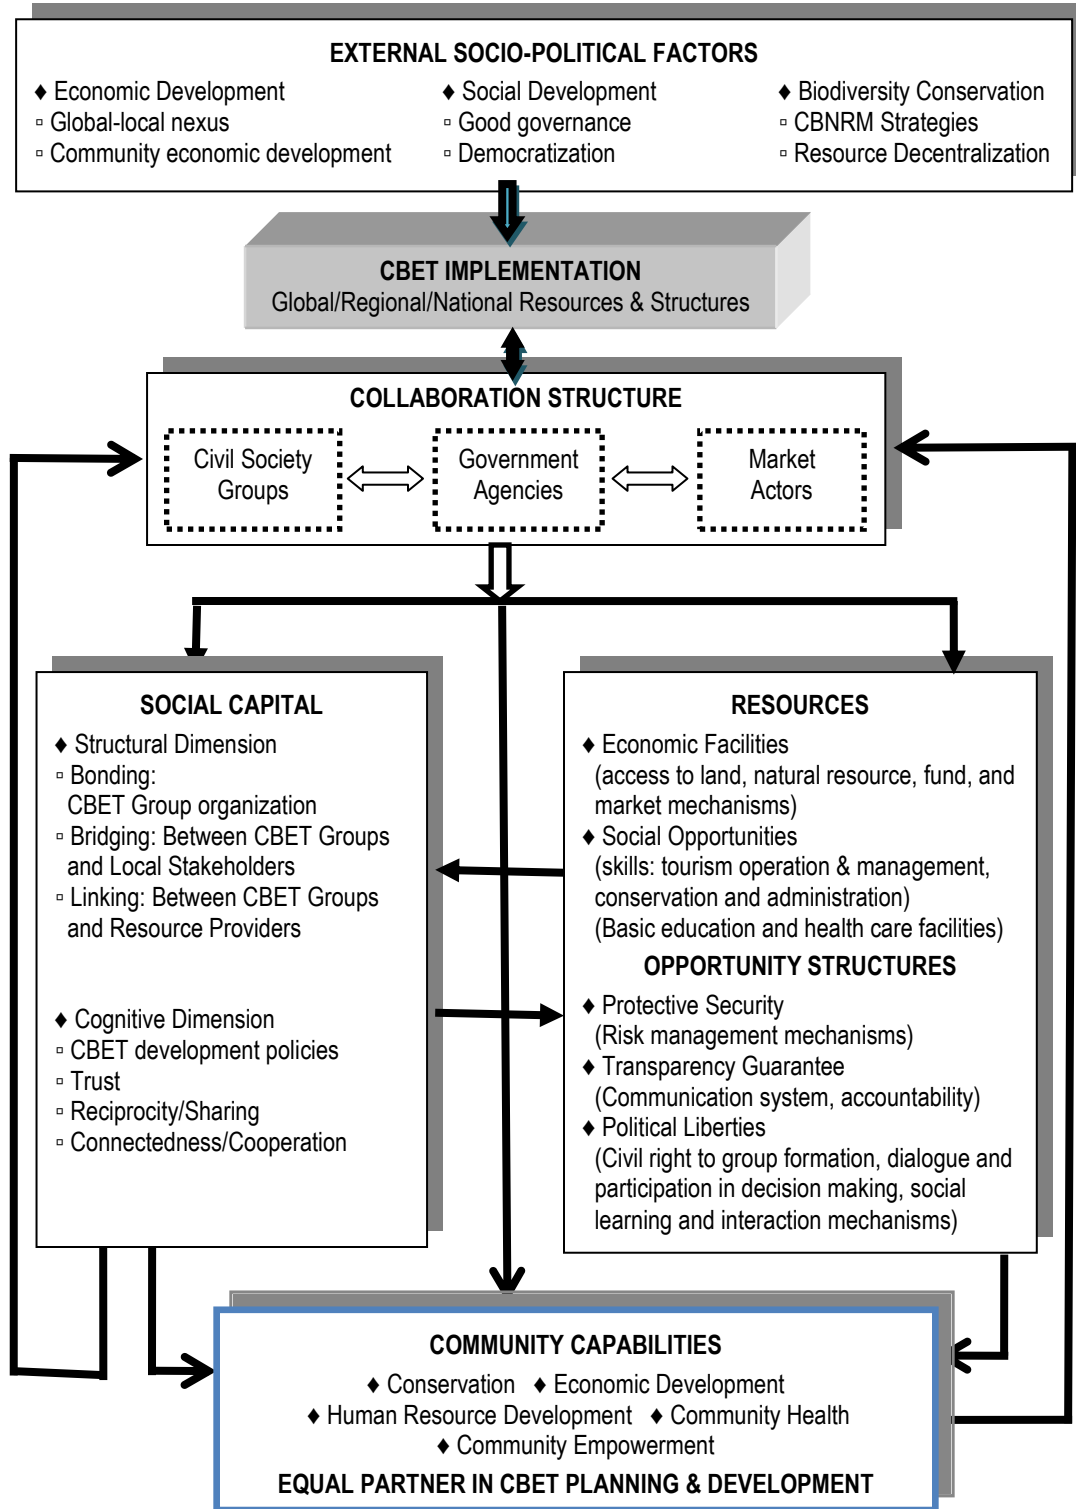 EXTERNAL SOCIO-POLITICAL FACTORS
♦ Economic Development
▫ Global-local nexus
▫ Community economic development
♦ Social Development
▫ Good governance
▫ Democratization
♦ Biodiversity Conservation
▫ CBNRM Strategies
▫ Resource Decentralization
CBET IMPLEMENTATION
Global/Regional/National Resources & Structures
COLLABORATION STRUCTURE
Civil Society
Groups
Government
Agencies
Market
Actors
SOCIAL CAPITAL
♦ Structural Dimension
▫ Bonding:
CBET Group organization
▫ Bridging: Between CBET Groups
and Local Stakeholders
▫ Linking: Between CBET Groups
and Resource Providers
♦ Cognitive Dimension
▫ CBET development policies
▫ Trust
▫ Reciprocity/Sharing
▫ Connectedness/Cooperation
RESOURCES
♦ Economic Facilities
(access to land, natural resource, fund, and
market mechanisms)
♦ Social Opportunities
(skills: tourism operation & management,
conservation and administration)
(Basic education and health care facilities)
OPPORTUNITY STRUCTURES
♦ Protective Security
(Risk management mechanisms)
♦ Transparency Guarantee
(Communication system, accountability)
♦ Political Liberties
(Civil right to group formation, dialogue and
participation in decision making, social
learning and interaction mechanisms)
COMMUNITY CAPABILITIES
♦ Conservation ♦ Economic Development
♦ Human Resource Development ♦ Community Health
♦ Community Empowerment
EQUAL PARTNER IN CBET PLANNING & DEVELOPMENT